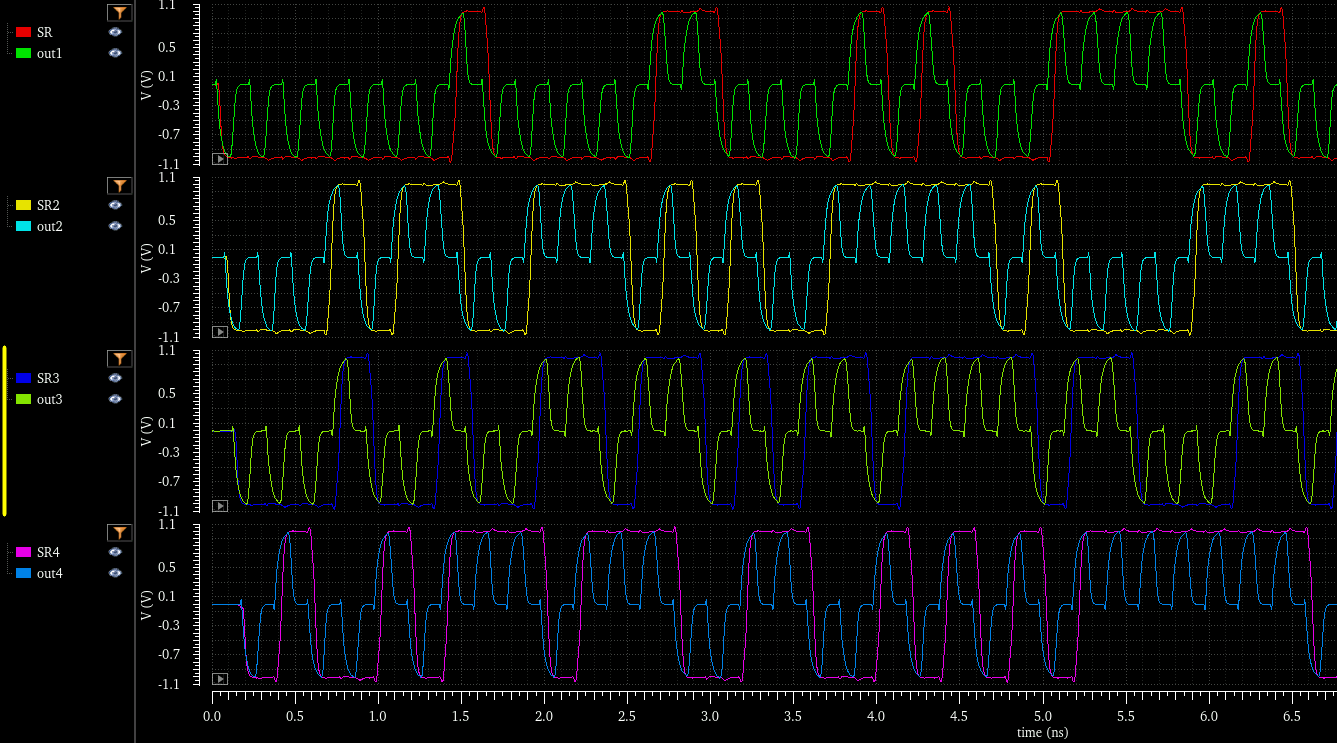 1.1
SR
out1
0.5
0.1
-0.3
-0.7
-1.1
V (V)
1.1
SR2
out2
0.5
0.1
-0.3
-0.7
-1.1
V (V)
1.1
SR3
out3
0.5
0.1
-0.3
-0.7
-1.1
V (V)
1.1
SR4
out4
0.5
0.1
-0.3
-0.7
-1.1
V (V)
0.0 0.5 1.0 1.5 2.0 2.5 3.0 3.5 4.0 4.5 5.0 5.5 6.0 6.5
time (ns)